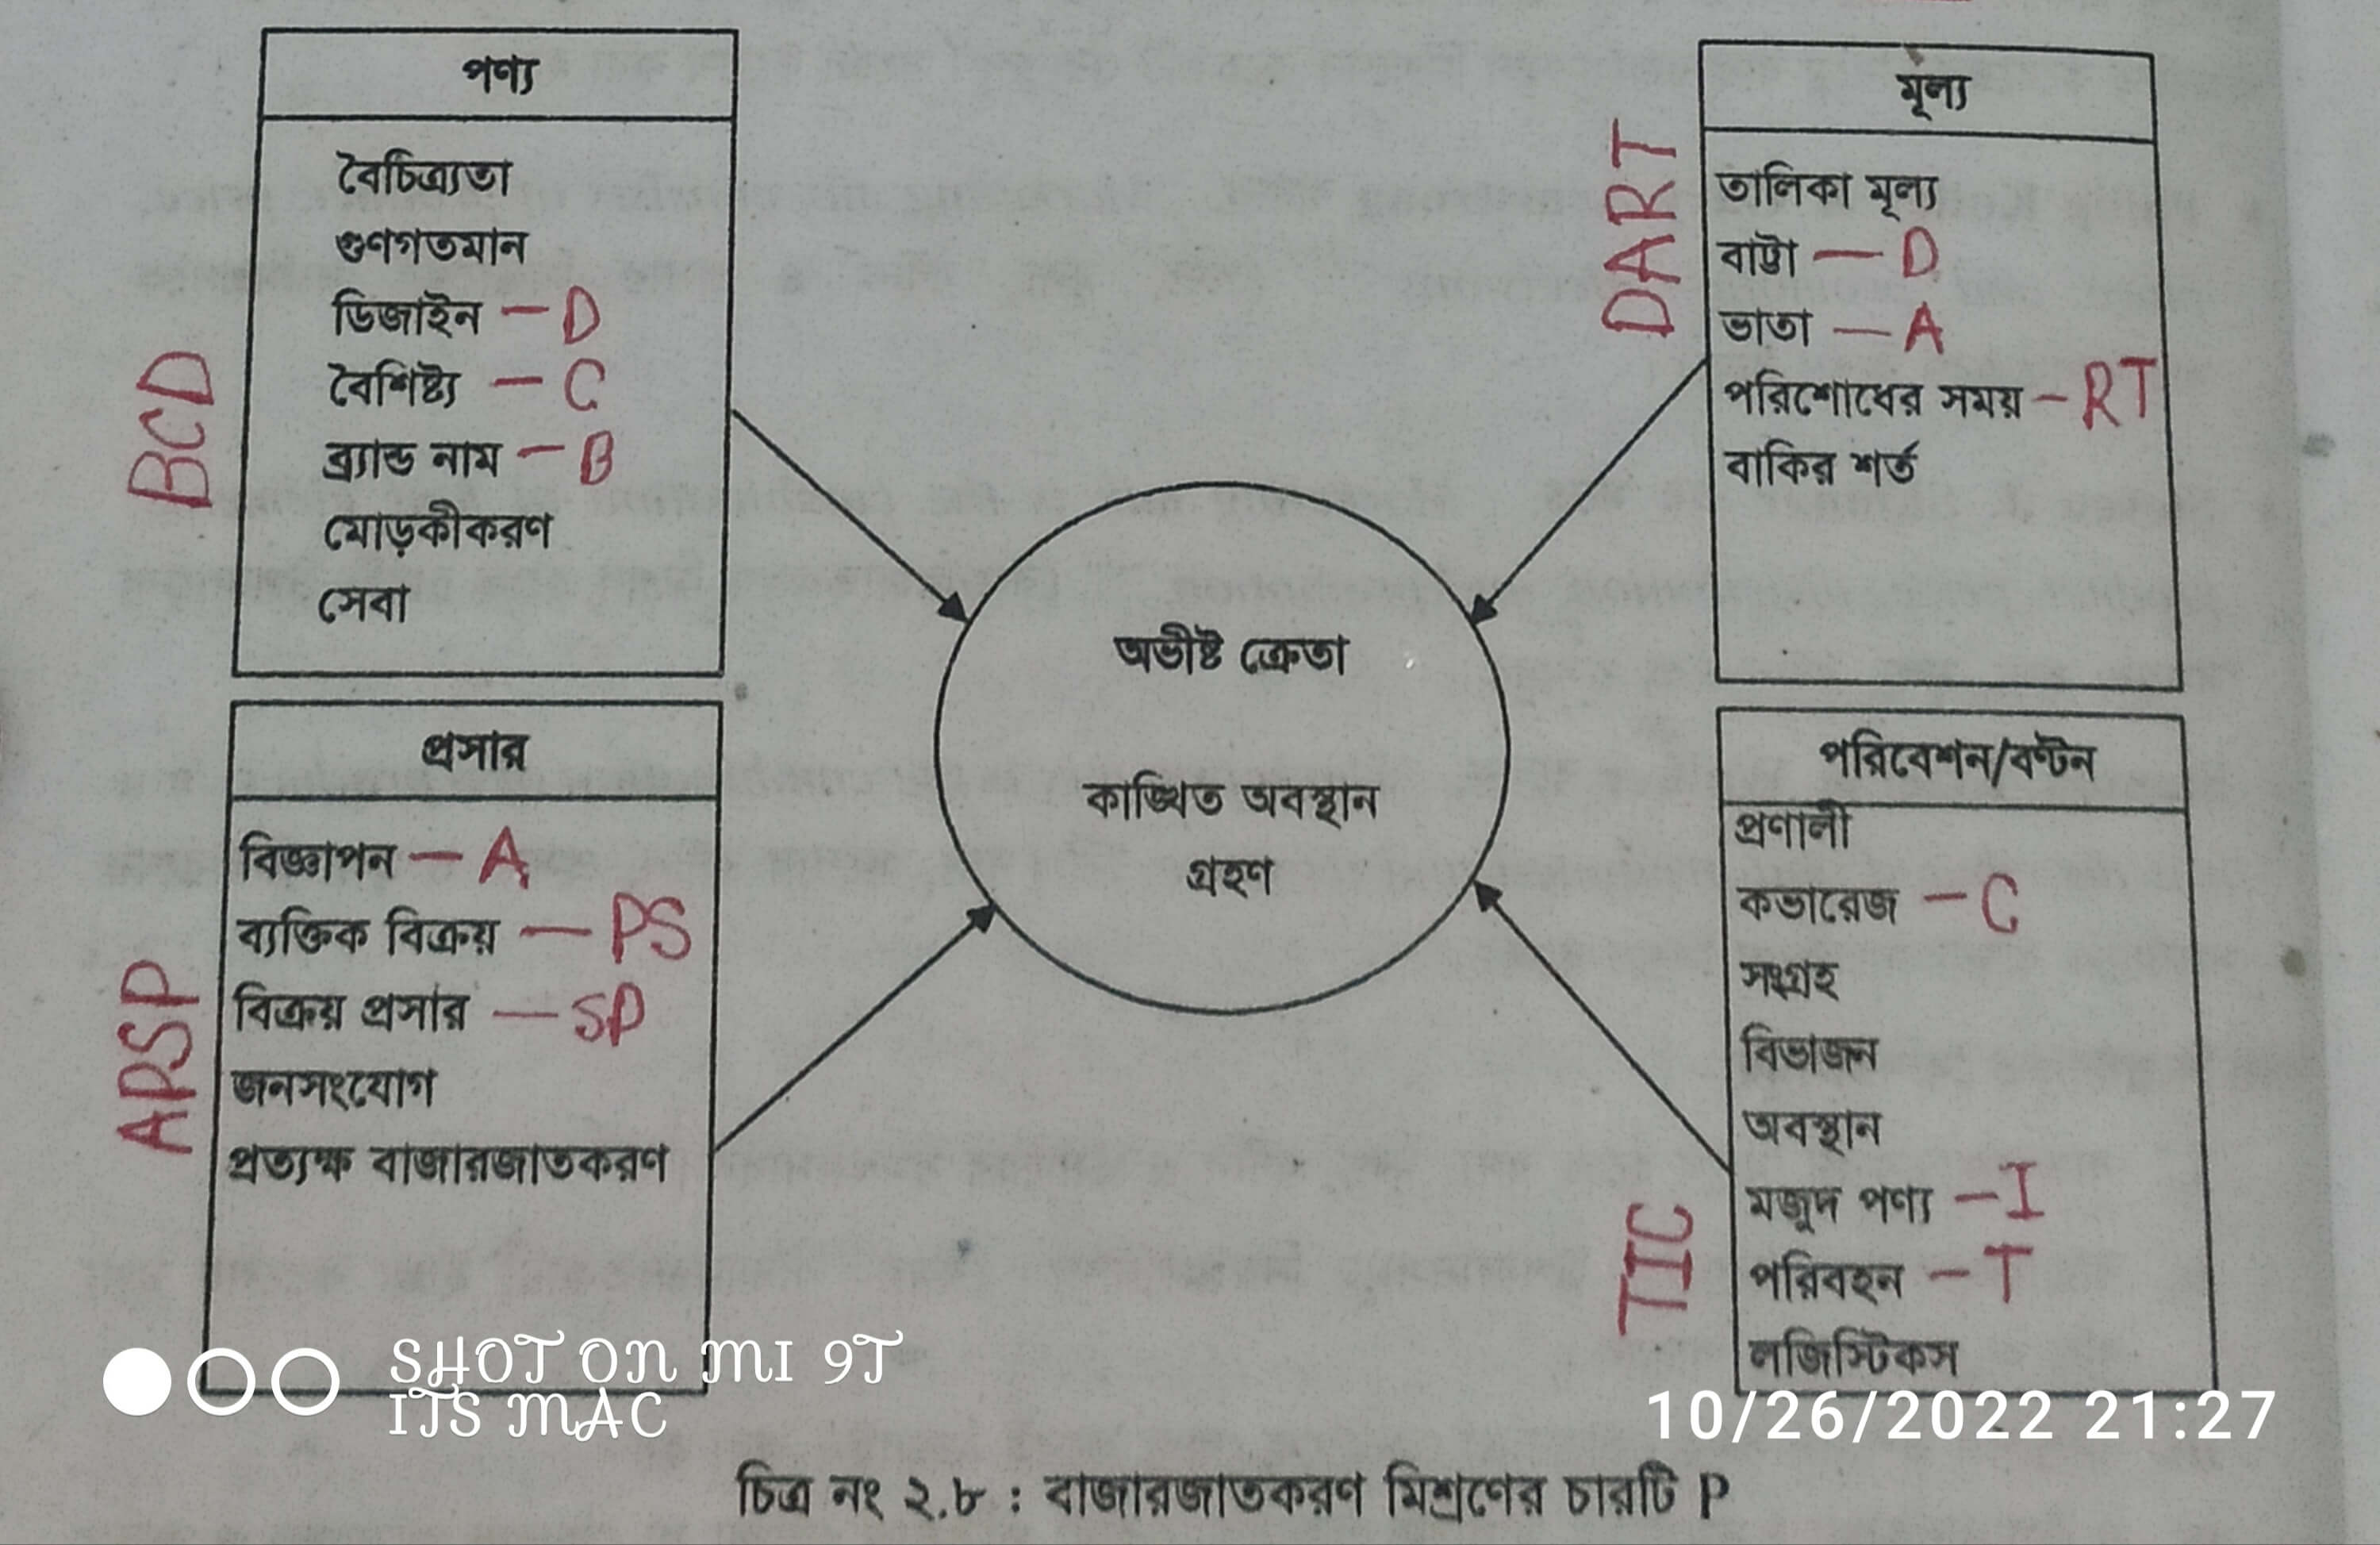 পণ্য
বৈচিত্র্যতা
গুণগতমান
ডিজাইন – D
বৈশিষ্ট্য – C
ব্র্যান্ড নাম – B
মোড়কীকরণ
সেবা
BCD
মূল্য
তালিকা মূল্য
বাট্টা – D
ভাতা – A
পরিশোধের সময় – RT
বাকির শর্ত
DART
অভীষ্ট ক্রেতা
কাঙ্খিত অবস্থান
গ্রহণ
প্রসার
বিজ্ঞাপন – A
ব্যক্তিক বিক্রয় – PS
বিক্রয় প্রসার – SP
জনসংযোগ
প্রত্যক্ষ বাজারজাতকরণ
APSP
পরিবেশন/বণ্টন
প্রণালী
কভারেজ – C
সংগ্রহ
বিভাজন
অবস্থান
মজুদ পণ্য – I
পরিবহন – T
লজিস্টিকস
TIC
SHOT ON MI 9T
ITS MAC
10/26/2022 21:27
চিত্র নং ২.৮ : বাজারজাতকরণ মিশ্রণের চারটি P